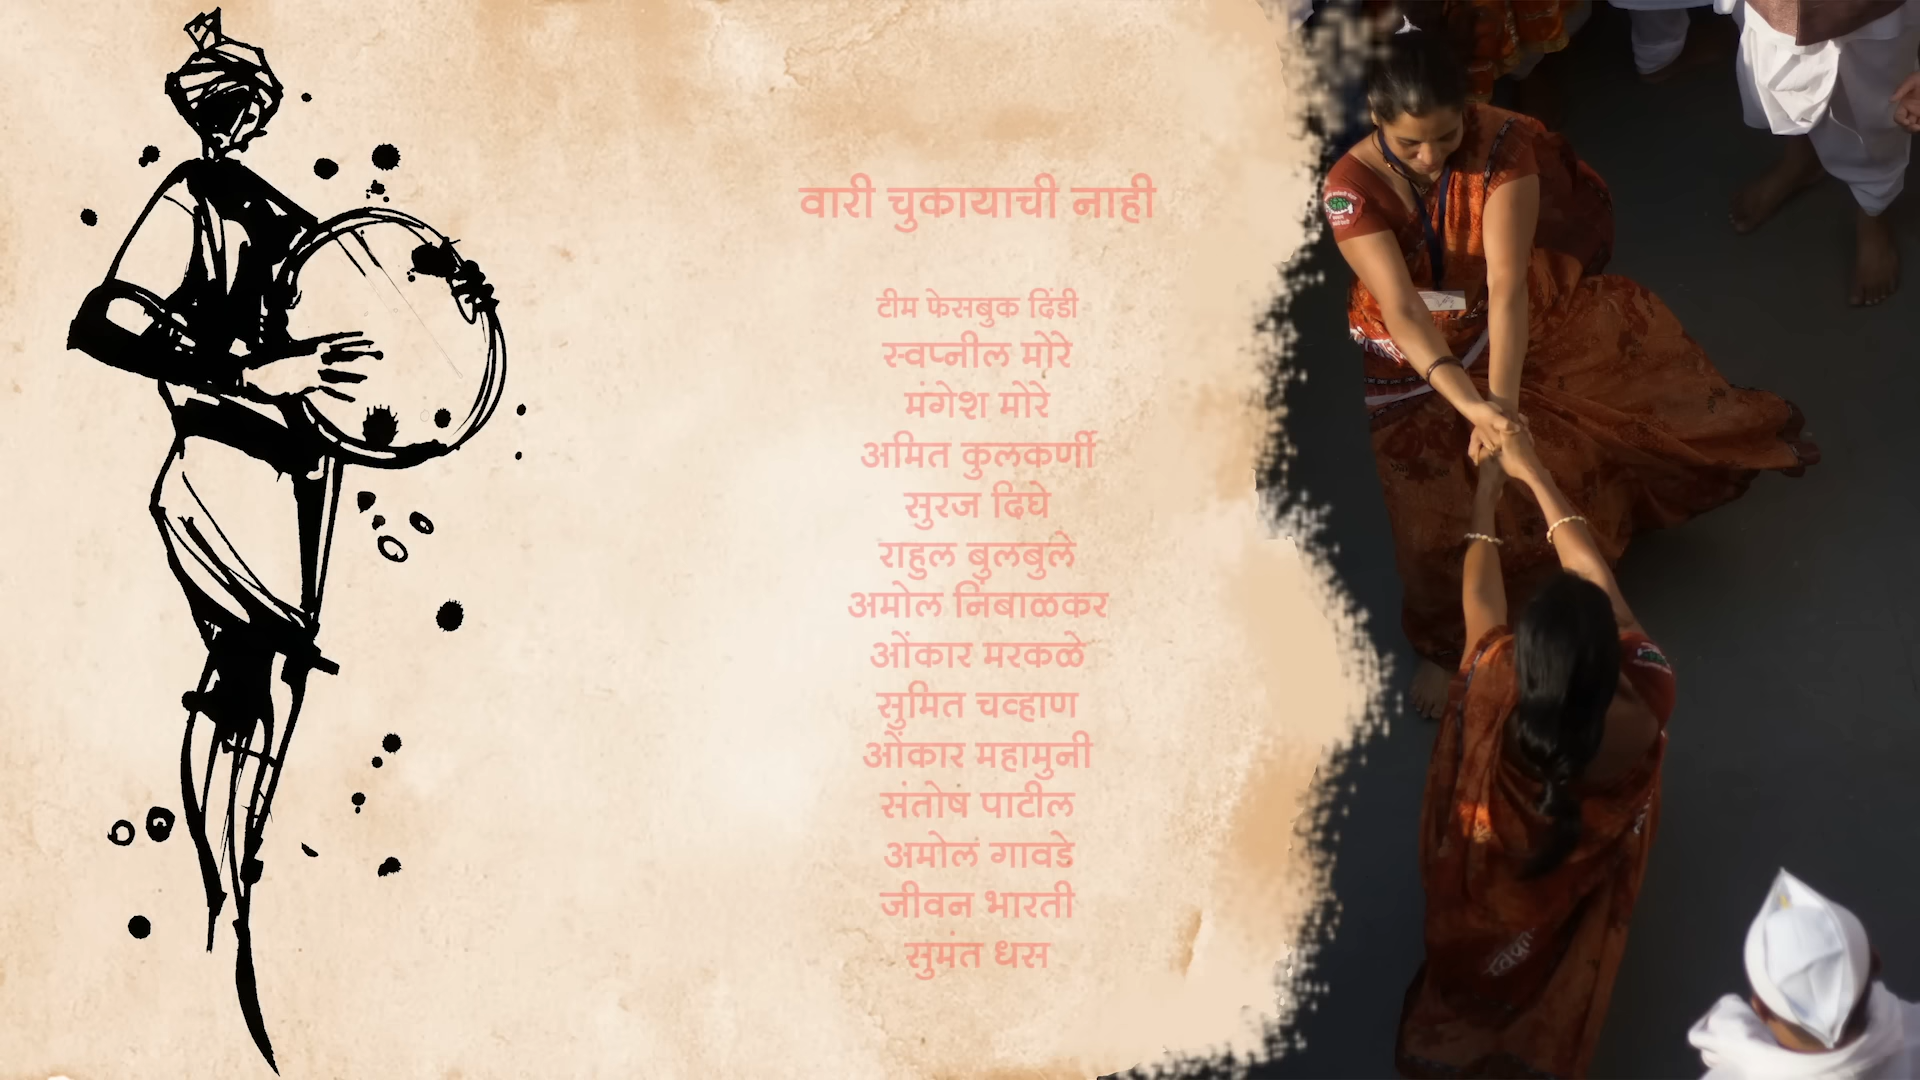 वारी चुकायाची नाही
टीम फेसबुक दिंडी
स्वप्नील मोरे
मंगेश मोरे
अमित कुलकर्णी
सुरज दिघे
राहुल बुलबुले
अमोल निंबाळकर
ओंकार मरकळे
सुमित चव्हाण
ओंकार महामुनी
संतोष पाटील
अमोल गावडे
जीवन भारती
सुमंत धस